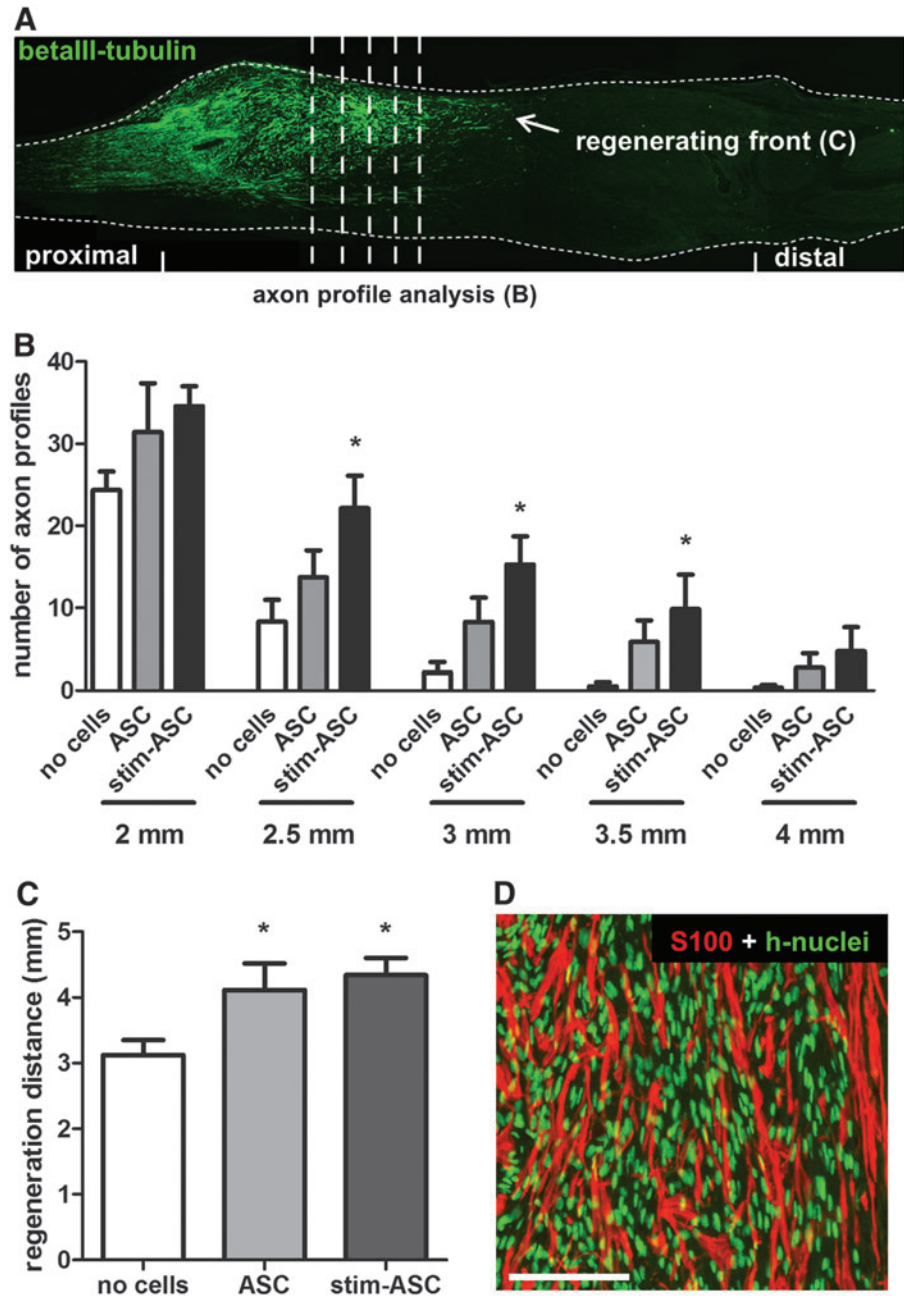 A
betaIII-tubulin
regenerating front (C)
proximal
distal
axon profile analysis (B)
B
number of axon profiles
40
30
20
10
0
*
*
*
no cells
ASC
stim-ASC
no cells
ASC
stim-ASC
no cells
ASC
stim-ASC
no cells
ASC
stim-ASC
no cells
ASC
stim-ASC
2 mm
2.5 mm
3 mm
3.5 mm
4 mm
C
regeneration distance (mm)
5
4
3
2
1
0
*
*
no cells
ASC
stim-ASC
D
S100 + h-nuclei